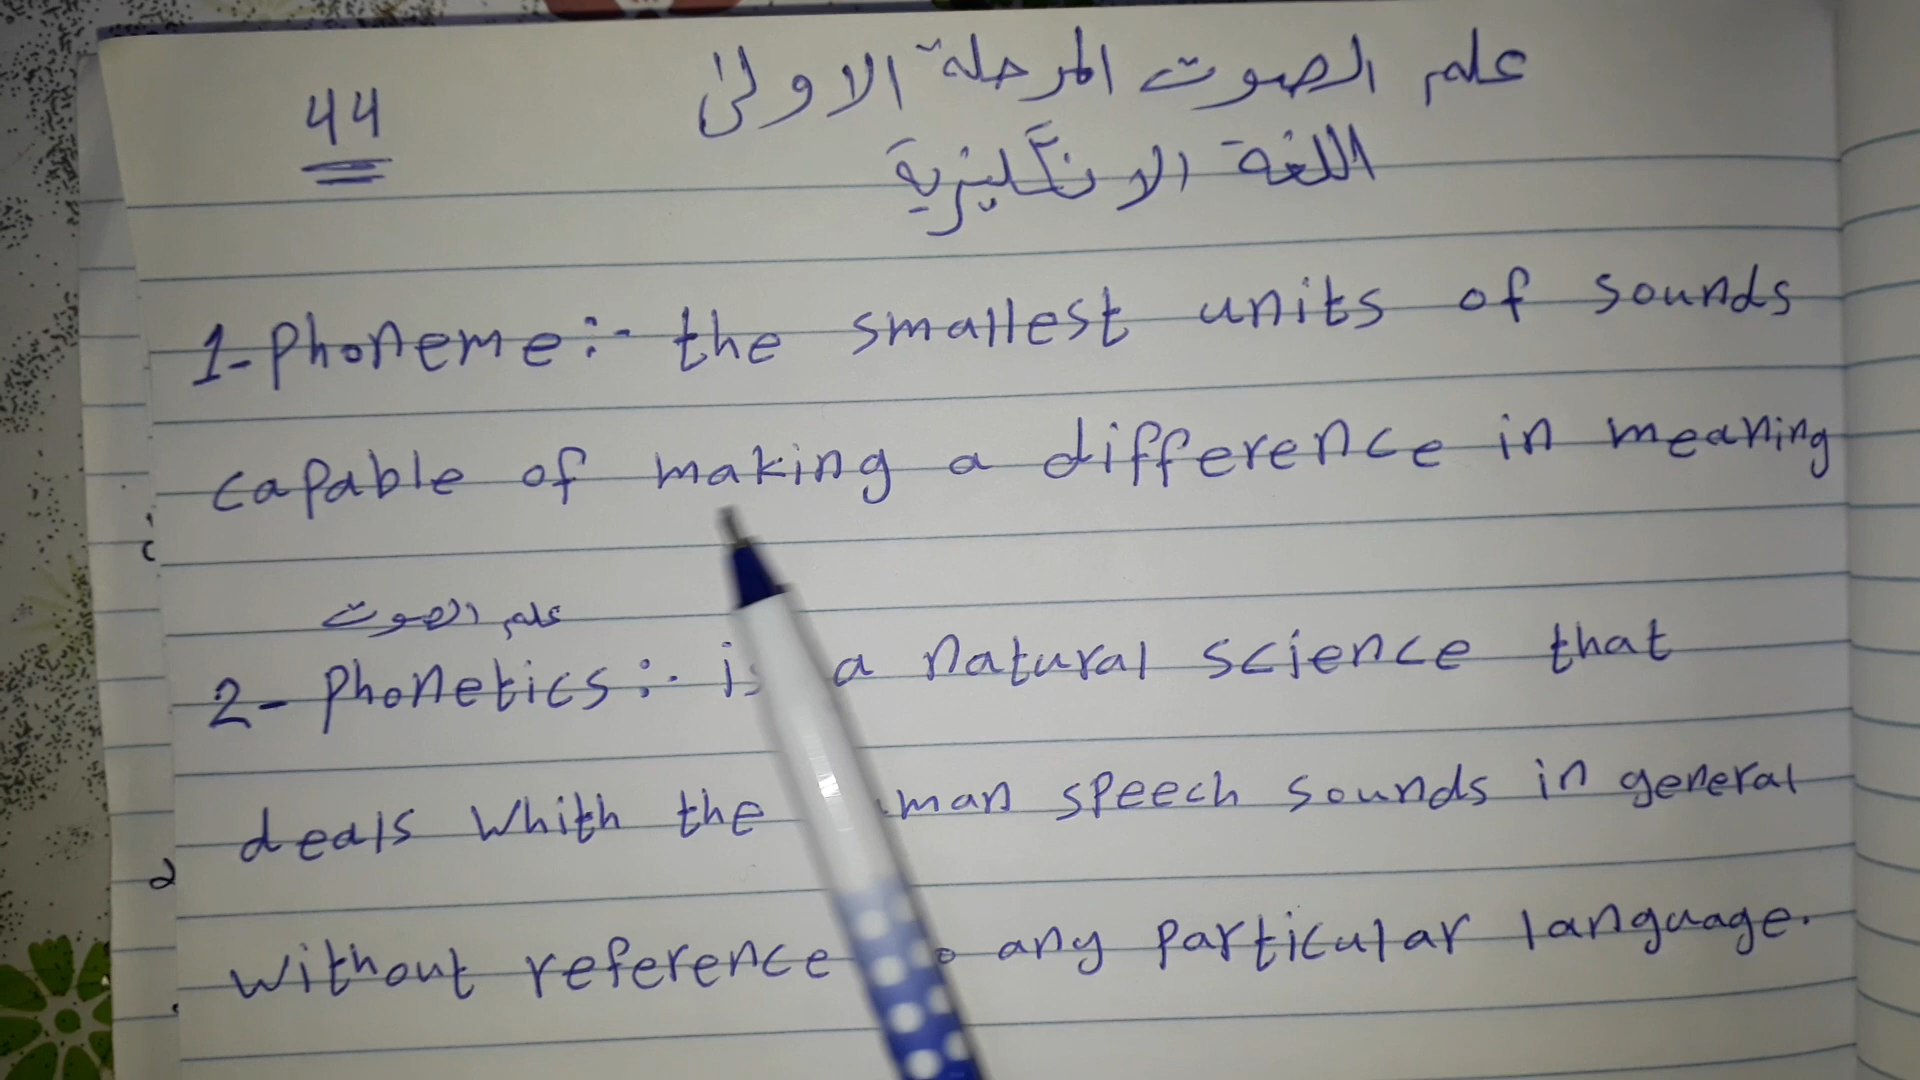 علم الصوت المرحلة الاولى
44
اللغة الانكليزية
1-Phoneme:- the smallest units of sounds
capable of making a difference in meaning
علم الصوت
2- Phonetics:- is a natural science that
deals Whith the man speech sounds in general
without reference any particular language.